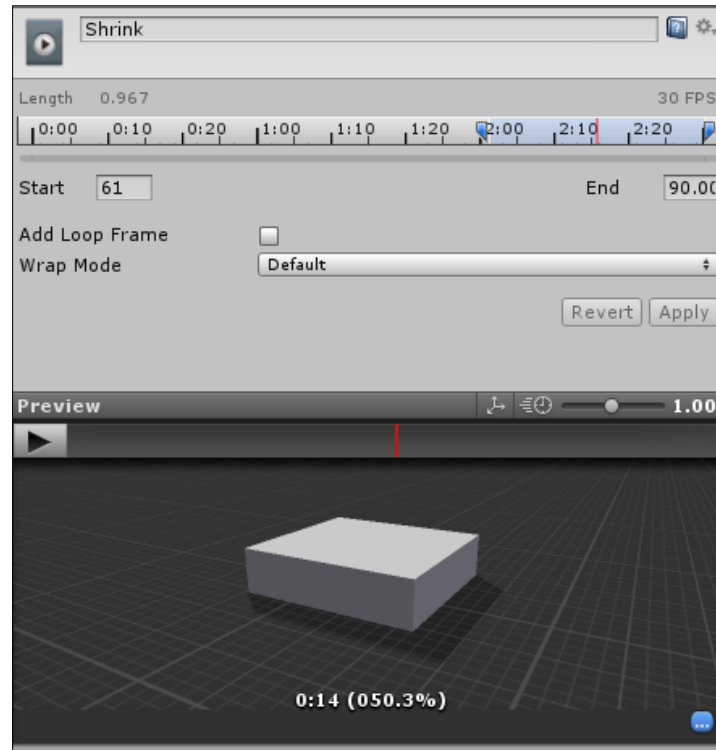 Shrink
Length 0.967 30 FPS
0:00 0:10 0:20 1:00 1:10 1:20 2:00 2:10 2:20
Start 61 End 90.00
Add Loop Frame
Wrap Mode Default
Revert Apply
Preview 1.00
0:14 (050.3%)